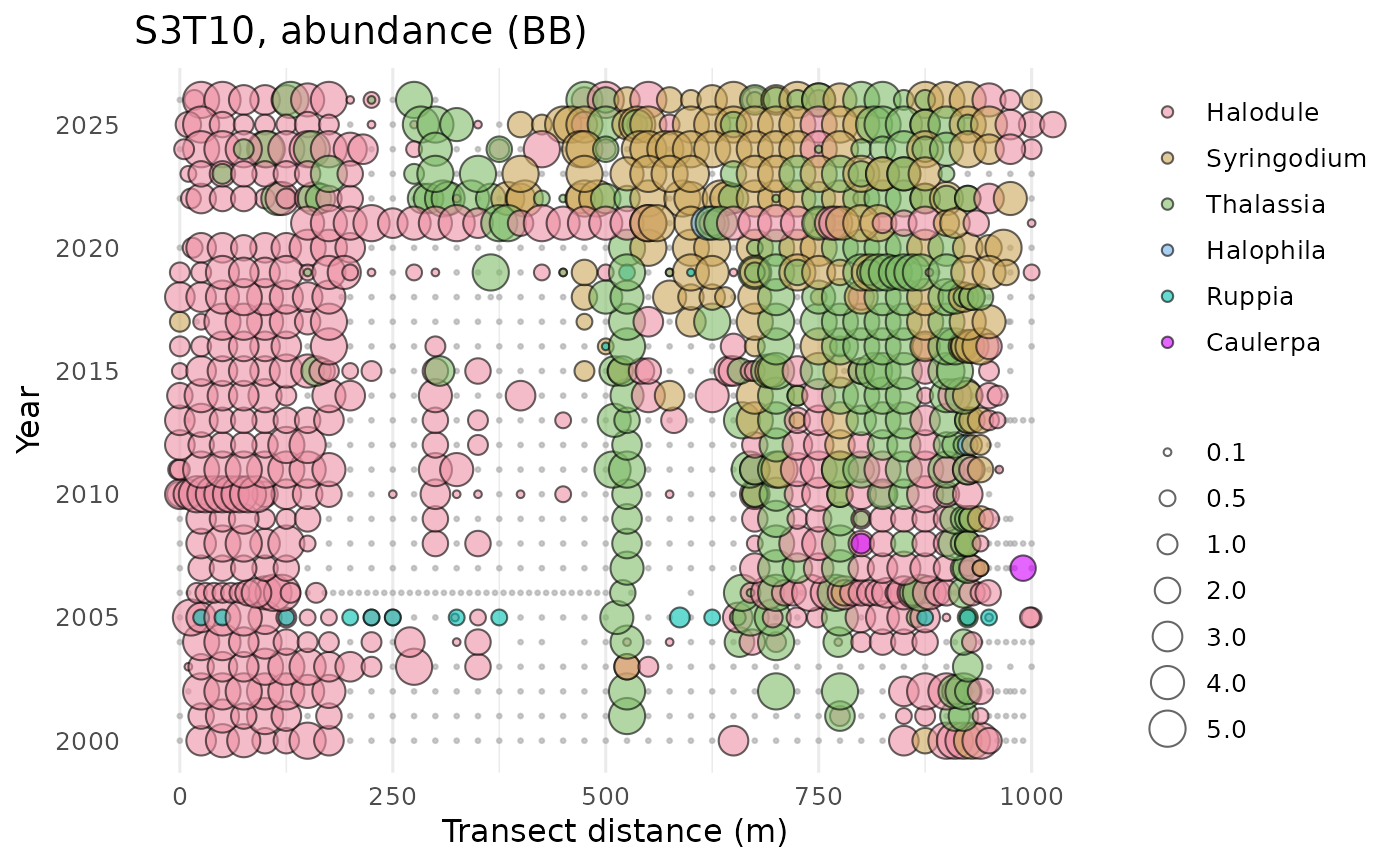 S3T10, abundance (BB)
Year
2025
2020
2015
2010
2005
2000
0 250 500 750 1000
Transect distance (m)
Halodule
Syringodium
Thalassia
Halophila
Ruppia
Caulerpa
0.1
0.5
1.0
2.0
3.0
4.0
5.0